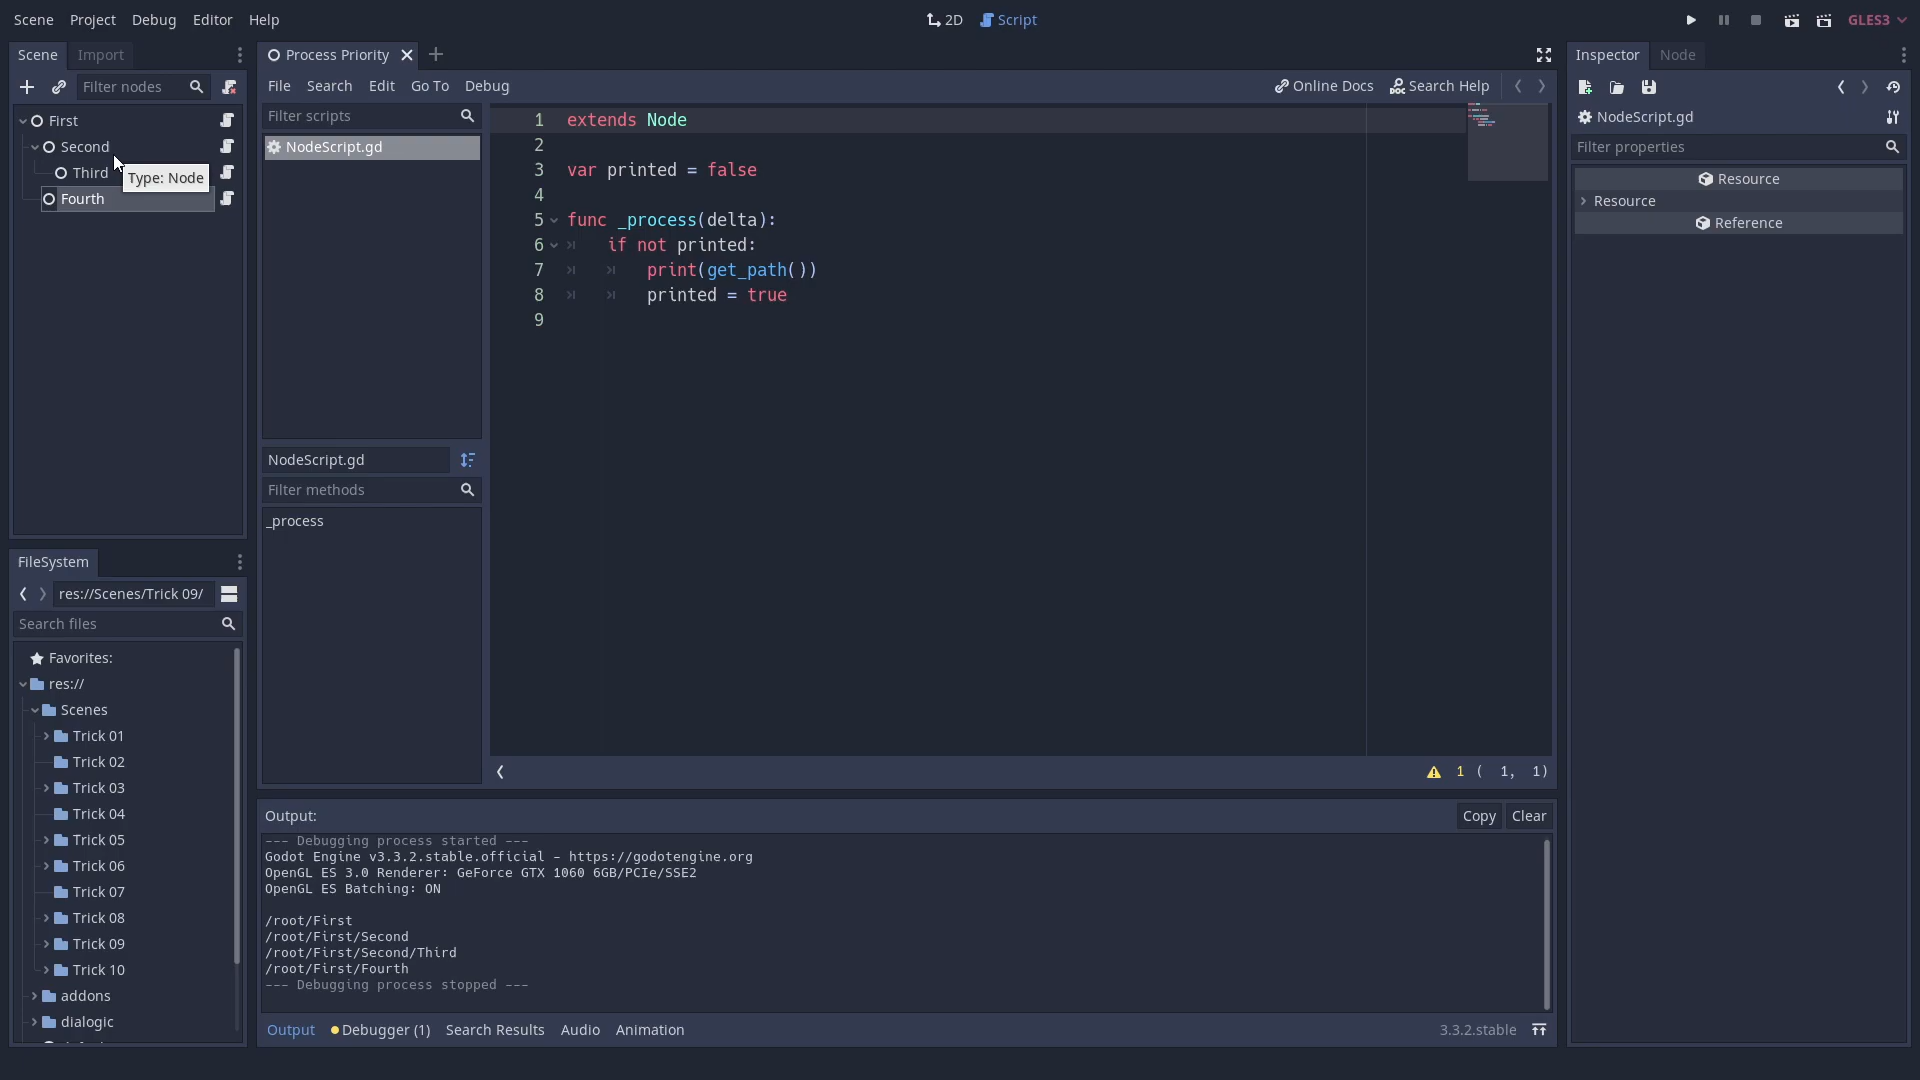 Scene Project Debug Editor Help
2D Script
GLES3
Scene Import
Filter nodes
First
Second
Third
Type: Node
Fourth
FileSystem
res://Scenes/Trick 09/
Search files
Favorites:
res://
Scenes
Trick 01
Trick 02
Trick 03
Trick 04
Trick 05
Trick 06
Trick 07
Trick 08
Trick 09
Trick 10
addons
dialogic
Process Priority
File Search Edit Go To Debug
Online Docs Search Help
Filter scripts
NodeScript.gd
NodeScript.gd
Filter methods
_process
1 extends Node
2
3 var printed = false
4
5 func _process(delta):
6 if not printed:
7 print(get_path())
8 printed = true
9
1 ( 1, 1)
Output:
Copy Clear
--- Debugging process started ---
Godot Engine v3.3.2.stable.official - https://godotengine.org
OpenGL ES 3.0 Renderer: GeForce GTX 1060 6GB/PCIe/SSE2
OpenGL ES Batching: ON
/root/First
/root/First/Second
/root/First/Second/Third
/root/First/Fourth
--- Debugging process stopped ---
Output Debugger (1) Search Results Audio Animation
3.3.2.stable
Inspector Node
NodeScript.gd
Filter properties
Resource
Resource
Reference